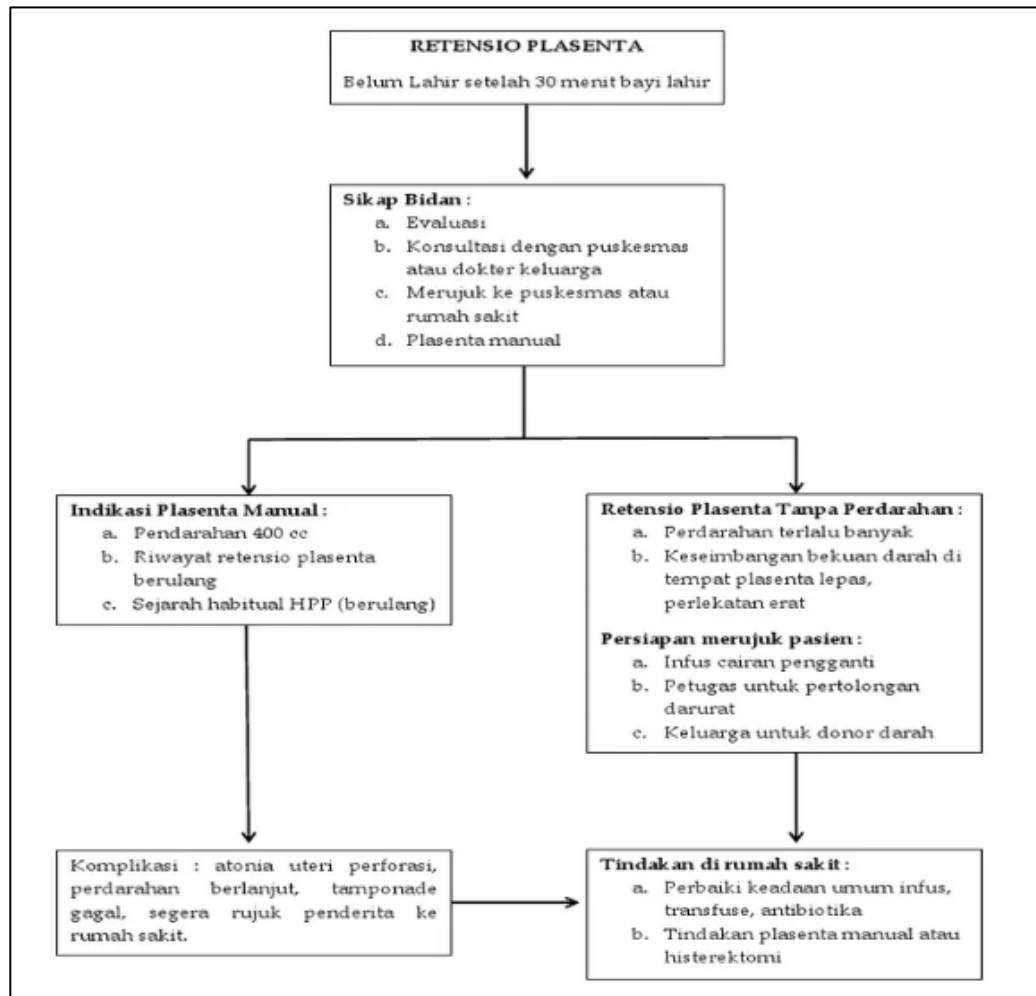 RETENSIO PLASENTA
Belum Lahir setelah 30 menit bayi lahir
Sikap Bidan :
a. Evaluasi
b. Konsultasi dengan puskesmas
atau dokter keluarga
c. Merujuk ke puskesmas atau
rumah sakit
d. Plasenta manual
Indikasi Plasenta Manual :
a. Pendarahan 400 cc
b. Riwayat retensio plasenta
berulang
c. Sejarah habitual HPP (berulang)
Retensio Plasenta Tanpa Perdarahan :
a. Perdarahan terlalu banyak
b. Keseimbangan bekuan darah di
tempat plasenta lepas,
perlekatan erat
Persiapan merujuk pasien :
a. Infus cairan pengganti
b. Petugas untuk pertolongan
darurat
c. Keluarga untuk donor darah
Komplikasi : atonia uteri perforasi,
perdarahan berlanjut, tamponade
gagal, segera rujuk penderita ke
rumah sakit.
Tindakan di rumah sakit :
a. Perbaiki keadaan umum infus,
transfuse, antibiotika
b. Tindakan plasenta manual atau
histerektomi